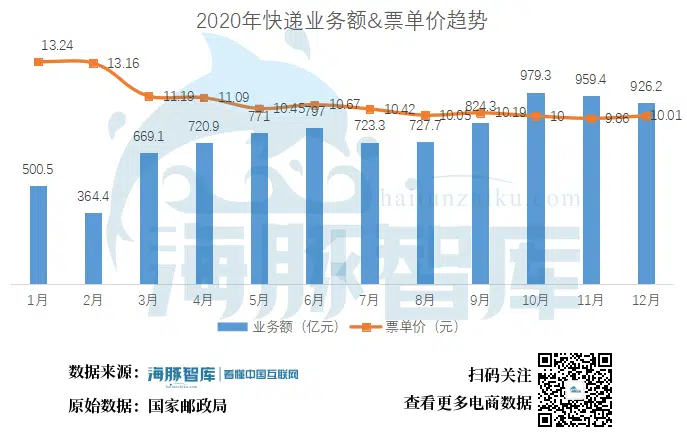 2020年快递业务额&票单价趋势
13.24
13.16
11.19
11.09
10.45
10.67
10.42
10.05
10.19
10
9.86
10.01
500.5
364.4
669.1
720.9
771
797
723.3
727.7
824.3
979.3
959.4
926.2
hailunzhiku.com
海豚智库
1月 2月 3月 4月 5月 6月 7月 8月 9月 10月 11月 12月
业务额（亿元） 票单价（元）
数据来源： 海豚智库 看懂中国互联网
haitunzhiku.com
扫码关注
原始数据：国家邮政局
查看更多电商数据